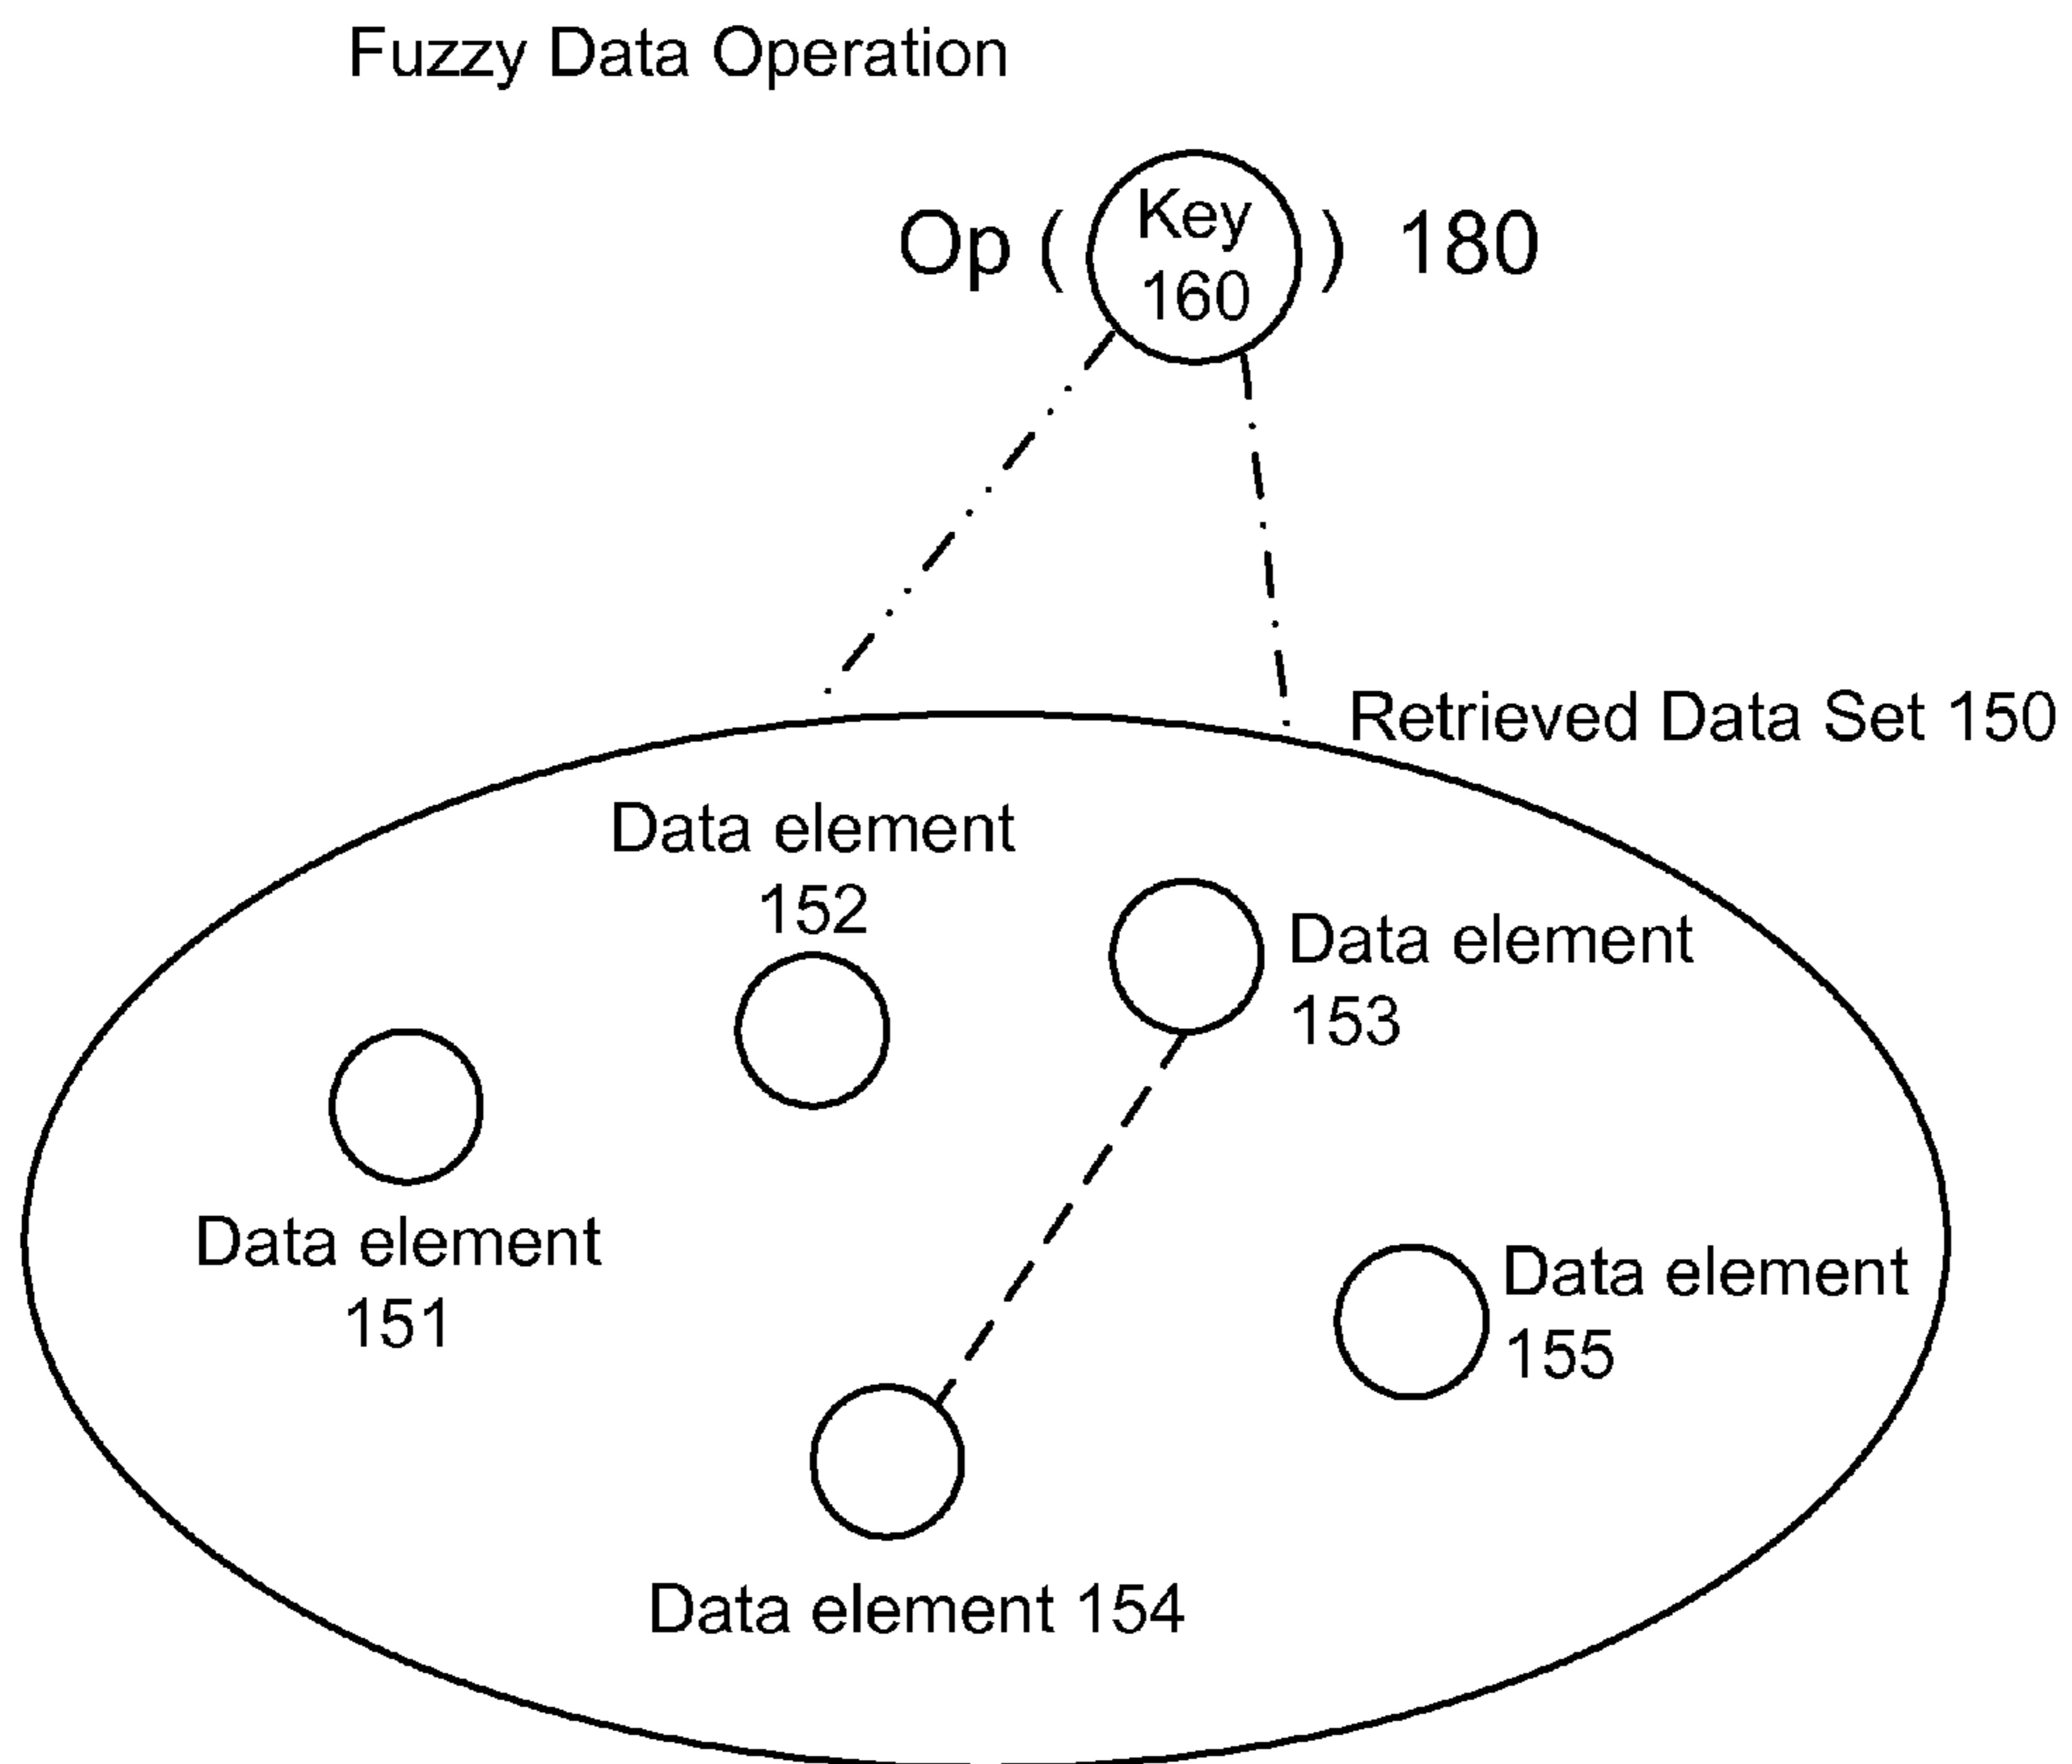 Fuzzy Data Operation
Op ( Key 160 ) 180
Retrieved Data Set 150
Data element
152
Data element
153
Data element
151
Data element
155
Data element 154